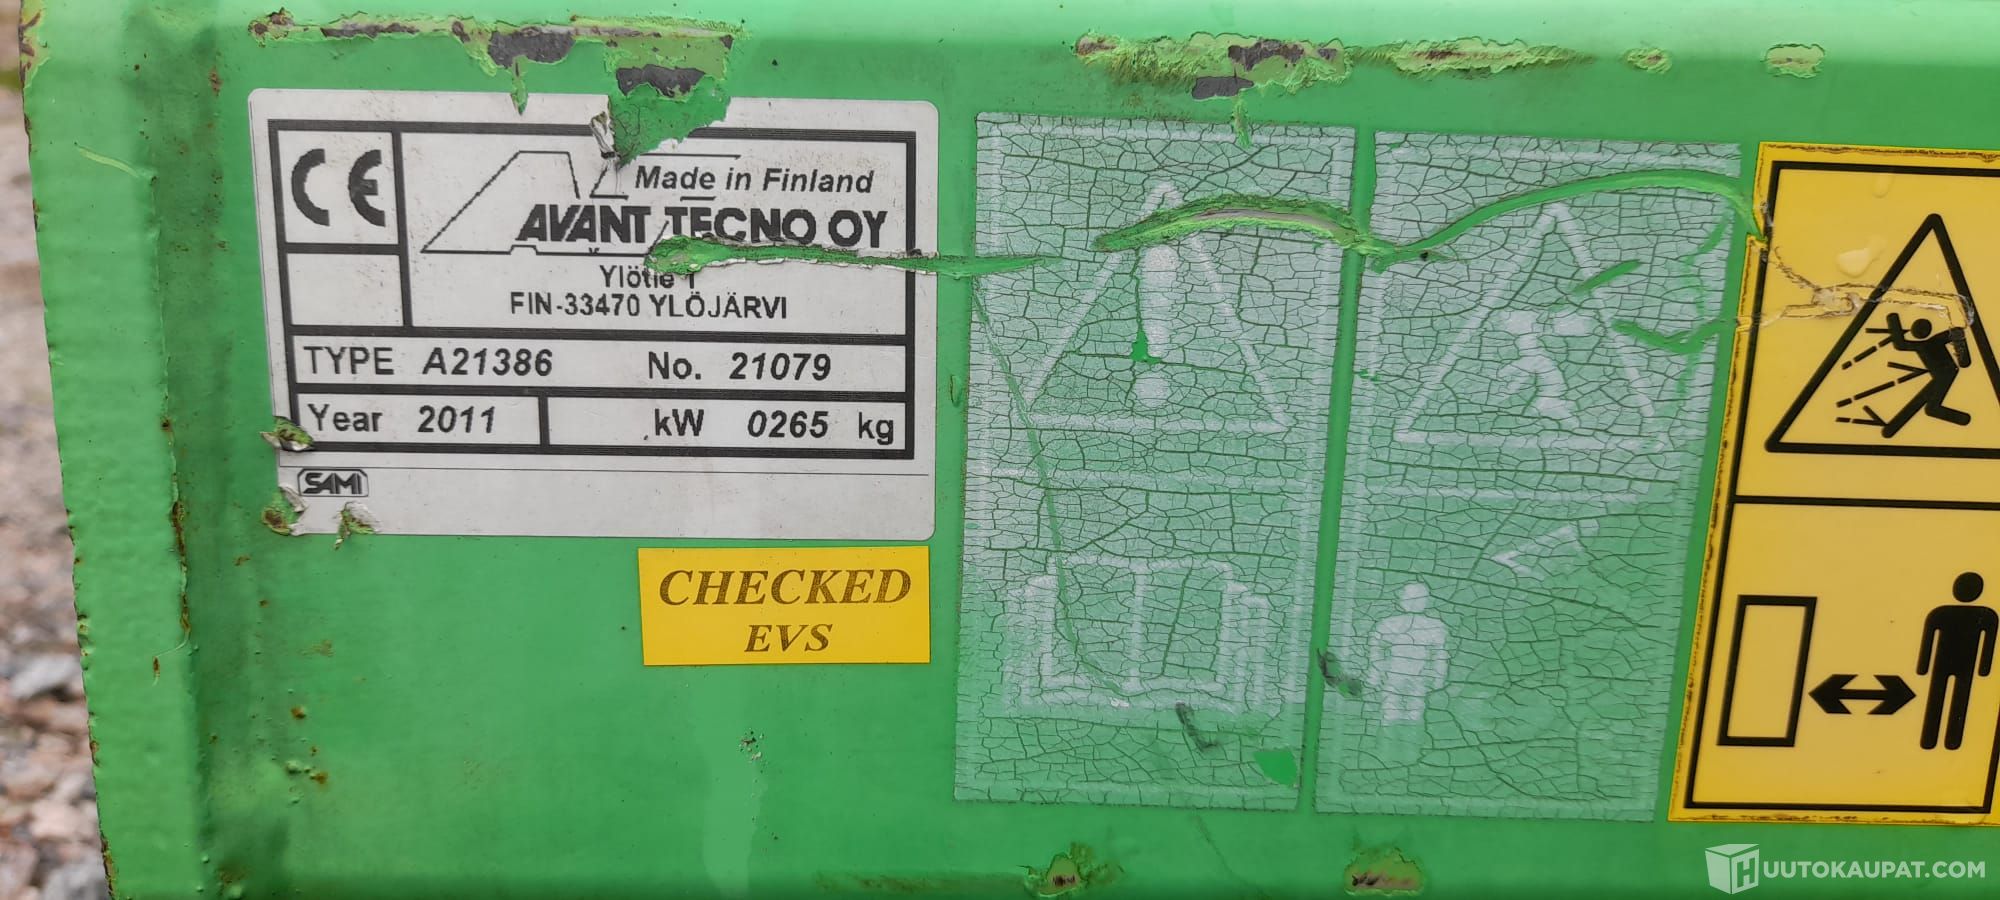 CE
Made in Finland
AVANT TECNO OY
Ylötie 1
FIN-33470 YLÖJÄRVI
TYPE A21386 No. 21079
Year 2011 kW 0265 kg
SAMI
CHECKED
EVS
HUUTOKAUPAT.COM